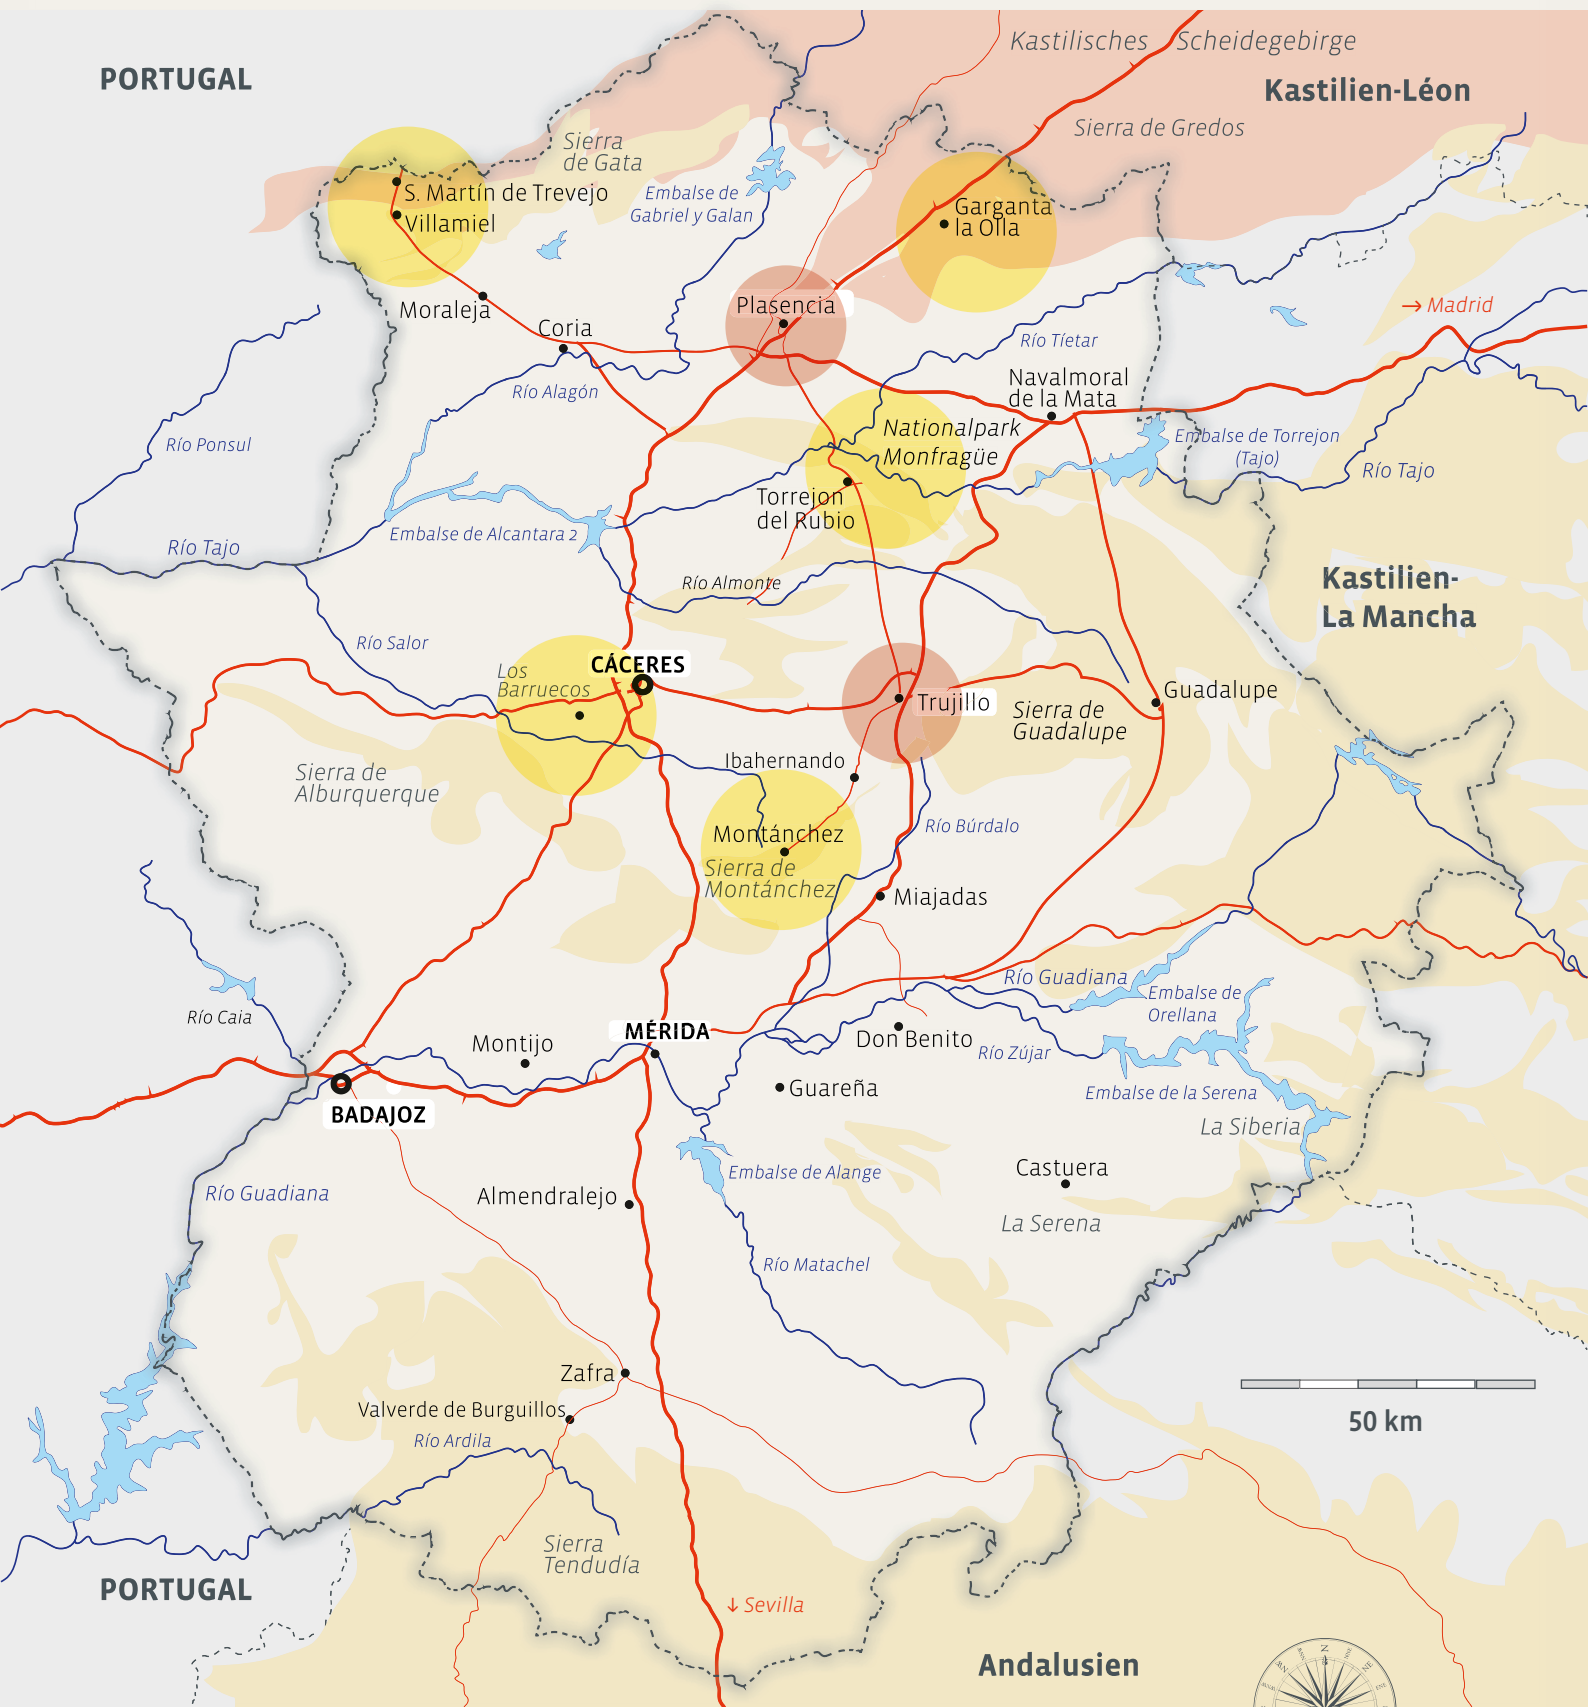 Kastilisches Scheidegebirge
PORTUGAL
Kastilien-Léon
Sierra de Gredos
Sierra
de Gata
S. Martín de Trevejo
Embalse de
Gabriel y Galan
Villamiel
Garganta
la Olla
Moraleja
Plasencia
→ Madrid
Coria
Río Tíetar
Río Alagón
Navalmoral
de la Mata
Río Ponsul
Nationalpark
Monfragüe
Embalse de Torrejon
(Tajo)
Río Tajo
Torrejon
del Rubio
Embalse de Alcantara 2
Río Tajo
Río Almonte
Kastilien-
La Mancha
Río Salor
Los
Barruecos
CÁCERES
Trujillo
Guadalupe
Sierra de
Guadalupe
Ibahernando
Sierra de
Alburquerque
Río Búrdalo
Montánchez
Sierra de
Montánchez
Miajadas
Río Guadiana
Embalse de
Orellana
Río Caia
MÉRIDA
Montijo
Don Benito
Río Zújar
Guareña
Embalse de la Serena
BADAJOZ
La Siberia
Embalse de Alange
Castuera
Río Guadiana
Almendralejo
La Serena
Río Matachel
Zafra
Valverde de Burguillos
Río Ardila
50 km
Sierra
Tendudía
PORTUGAL
↓ Sevilla
Andalusien
N
NE